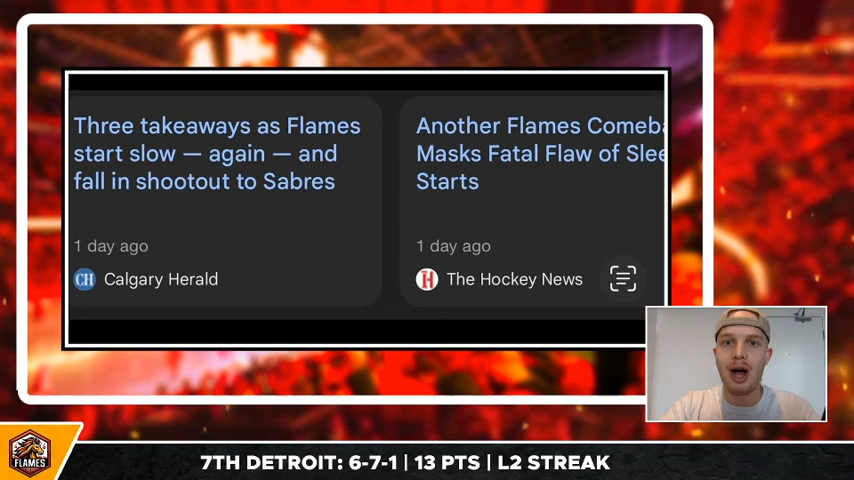 Three takeaways as Flames
start slow — again — and
fall in shootout to Sabres
1 day ago
CH Calgary Herald
Another Flames Comeba
Masks Fatal Flaw of Slee
Starts
1 day ago
H The Hockey News
FLAMES
7TH DETROIT: 6-7-1 | 13 PTS | L2 STREAK